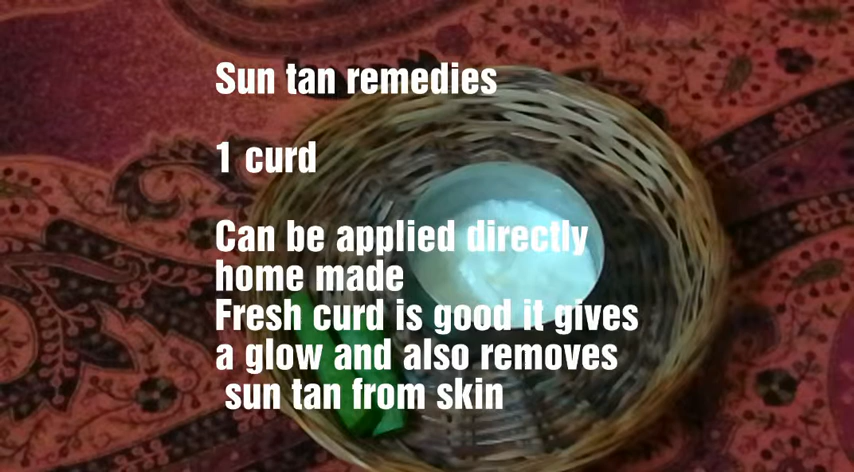 Sun tan remedies
1 curd
Can be applied directly
home made
Fresh curd is good it gives
a glow and also removes
sun tan from skin